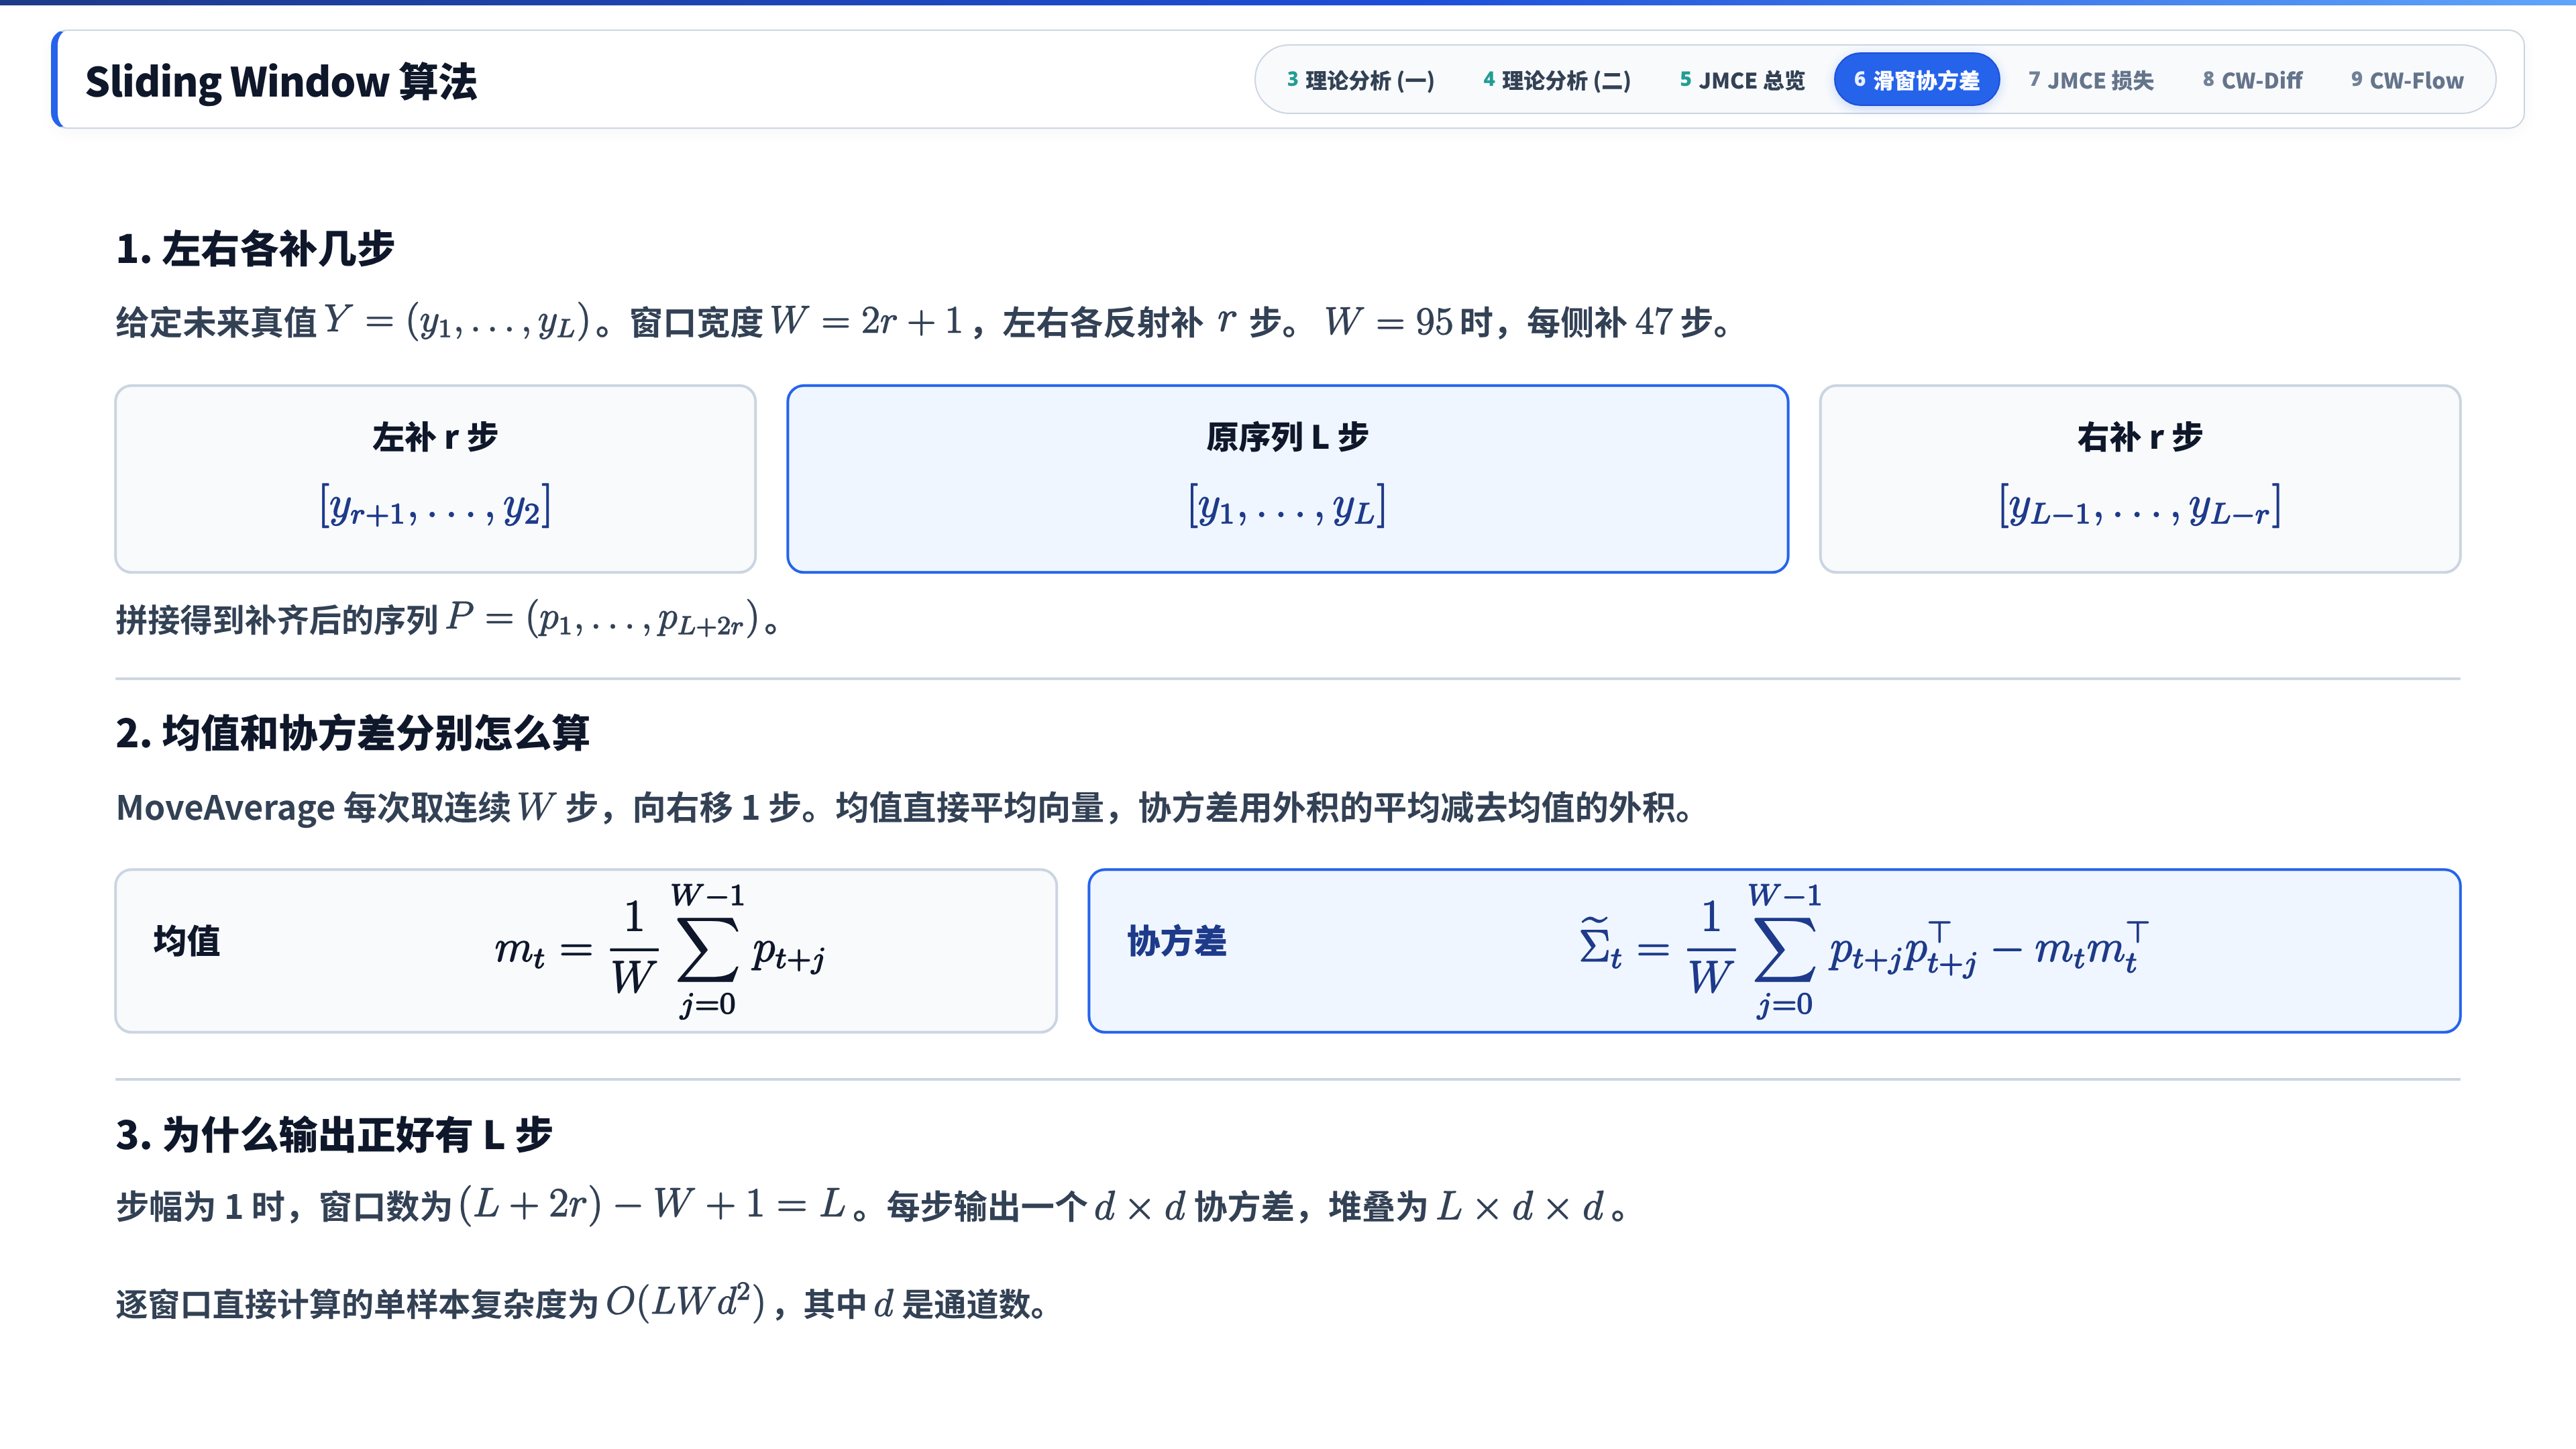 Sliding Window 算法
3 理论分析 (一) 4 理论分析 (二) 5 JMCE 总览 6 滑窗协方差 7 JMCE 损失 8 CW-Diff 9 CW-Flow
1. 左右各补几步
给定未来真值 $Y = (y_1, \ldots, y_L)$。窗口宽度 $W = 2r + 1$，左右各反射补 $r$ 步。$W = 95$ 时，每侧补 $47$ 步。
左补 r 步
$[y_{r+1}, \ldots, y_2]$
原序列 L 步
$[y_1, \ldots, y_L]$
右补 r 步
$[y_{L-1}, \ldots, y_{L-r}]$
拼接得到补齐后的序列 $P = (p_1, \ldots, p_{L+2r})$。
2. 均值和协方差分别怎么算
MoveAverage 每次取连续 $W$ 步，向右移 1 步。均值直接平均向量，协方差用外积的平均减去均值的外积。
均值 $m_t = \frac{1}{W} \sum_{j=0}^{W-1} p_{t+j}$
协方差 $\widetilde{\Sigma}_t = \frac{1}{W} \sum_{j=0}^{W-1} p_{t+j} p_{t+j}^\top - m_t m_t^\top$
3. 为什么输出正好有 L 步
步幅为 1 时，窗口数为 $(L + 2r) - W + 1 = L$。每步输出一个 $d \times d$ 协方差，堆叠为 $L \times d \times d$。
逐窗口直接计算的单样本复杂度为 $O(LWd^2)$，其中 $d$ 是通道数。